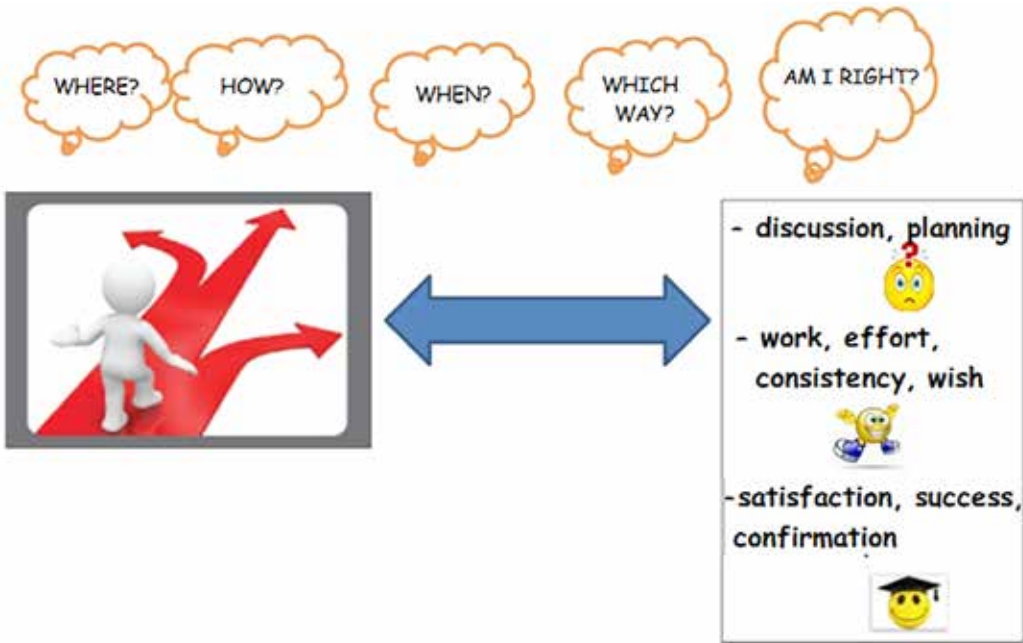 WHERE?
HOW?
WHEN?
WHICH
WAY?
AM I RIGHT?
- discussion, planning
?
- work, effort,
consistency, wish
-satisfaction, success,
confirmation